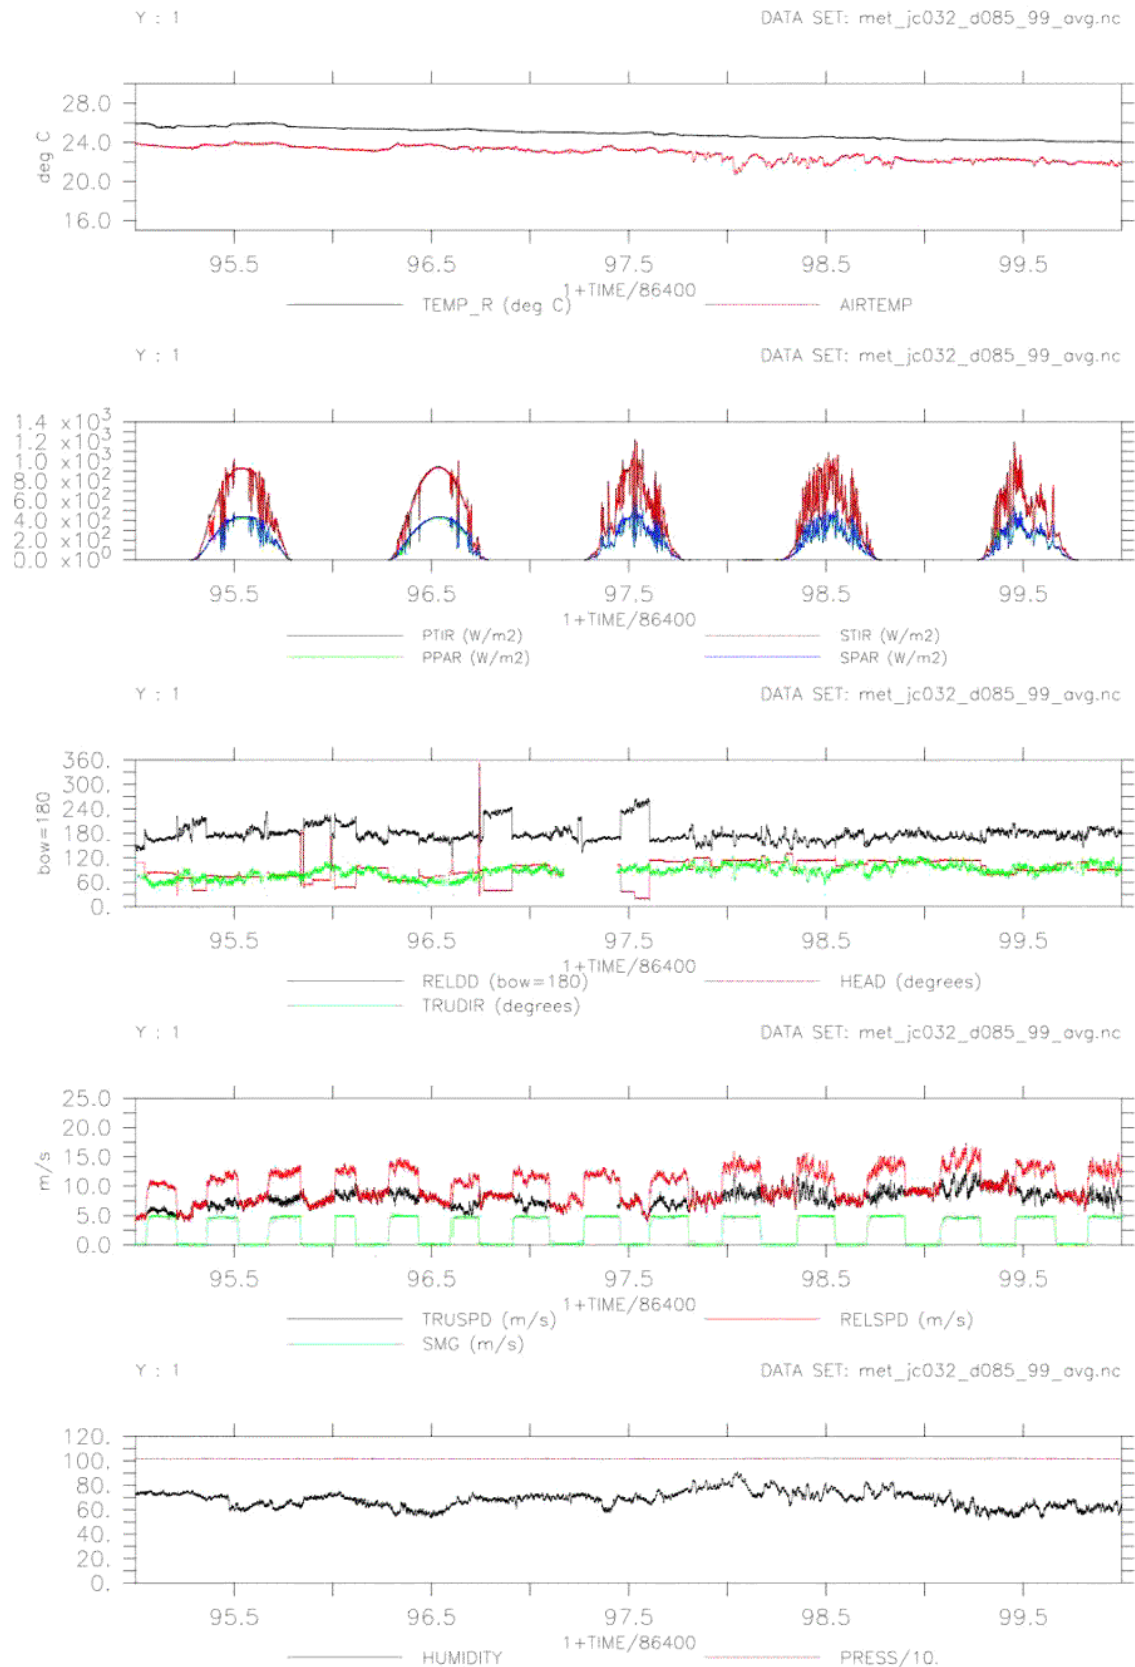 Y : 1 DATA SET: met_jc032_d085_99_avg.nc
28.0
24.0
20.0
16.0
deg C
95.5 96.5 97.5 98.5 99.5
1+TIME/86400
TEMP_R (deg C) AIRTEMP
Y : 1 DATA SET: met_jc032_d085_99_avg.nc
1.4 ×10³
1.2 ×10³
1.0 ×10³
8.0 ×10²
6.0 ×10²
4.0 ×10²
2.0 ×10²
0.0 ×10⁰
95.5 96.5 97.5 98.5 99.5
1+TIME/86400
PTIR (W/m2) STIR (W/m2)
PPAR (W/m2) SPAR (W/m2)
Y : 1 DATA SET: met_jc032_d085_99_avg.nc
360.
300.
240.
180.
120.
60.
0.
bow=180
95.5 96.5 97.5 98.5 99.5
1+TIME/86400
RELDD (bow=180) HEAD (degrees)
TRUDIR (degrees)
Y : 1 DATA SET: met_jc032_d085_99_avg.nc
25.0
20.0
15.0
10.0
5.0
0.0
m/s
95.5 96.5 97.5 98.5 99.5
1+TIME/86400
TRUSPD (m/s) RELSPD (m/s)
SMG (m/s)
Y : 1 DATA SET: met_jc032_d085_99_avg.nc
120.
100.
80.
60.
40.
20.
0.
95.5 96.5 97.5 98.5 99.5
1+TIME/86400
HUMIDITY PRESS/10.